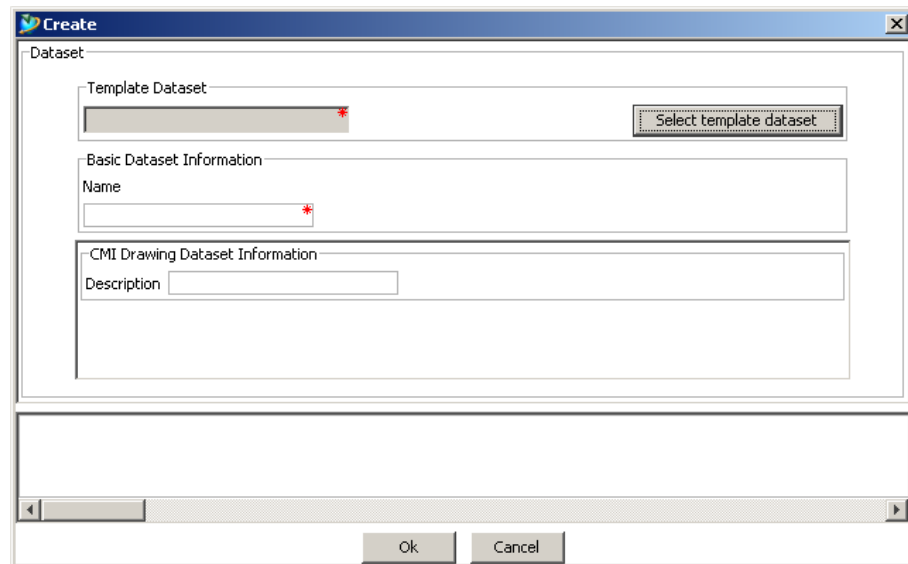 Create
Dataset
Template Dataset
*
Select template dataset
Basic Dataset Information
Name
*
CMI Drawing Dataset Information
Description
Ok Cancel